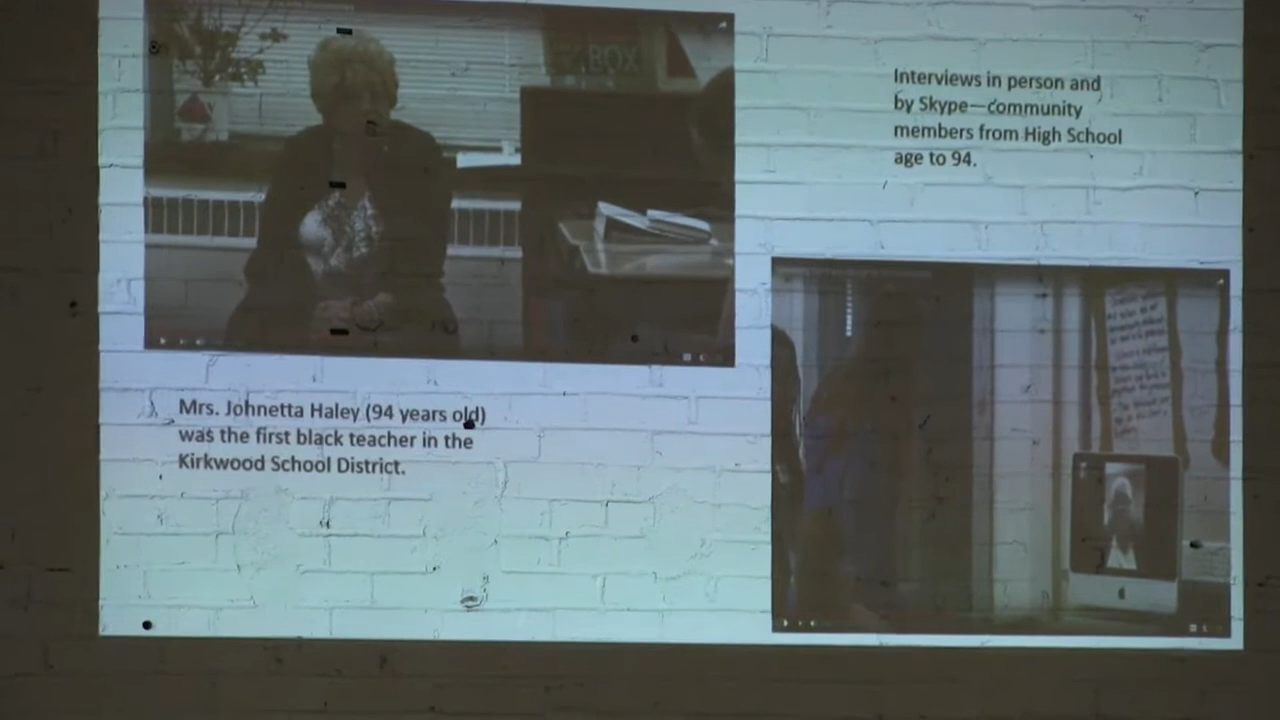 BOX
Interviews in person and
by Skype—community
members from High School
age to 94.
Mrs. Johnetta Haley (94 years old)
was the first black teacher in the
Kirkwood School District.